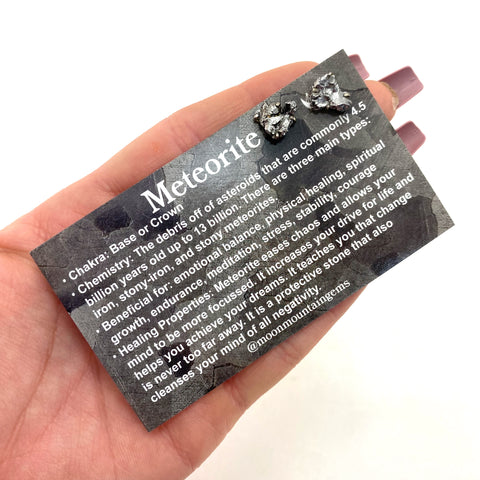 Meteorite
• Chakra: Base or Crown
• Chemistry: The debris off of asteroids that are commonly 4.5
billion years old up to 13 billion. There are three main types:
iron, stony-iron, and stony meteorites.
• Beneficial for: emotional balance, physical healing, spiritual
growth, endurance, meditation, stress, stability, courage
• Healing Properties: Meteorite eases chaos and allows your
mind to be more focussed. It increases your drive for life and
helps you achieve your dreams. It teaches you that change
is never too far away. It is a protective stone that also
cleanses your mind of all negativity.
@moonmountaingems